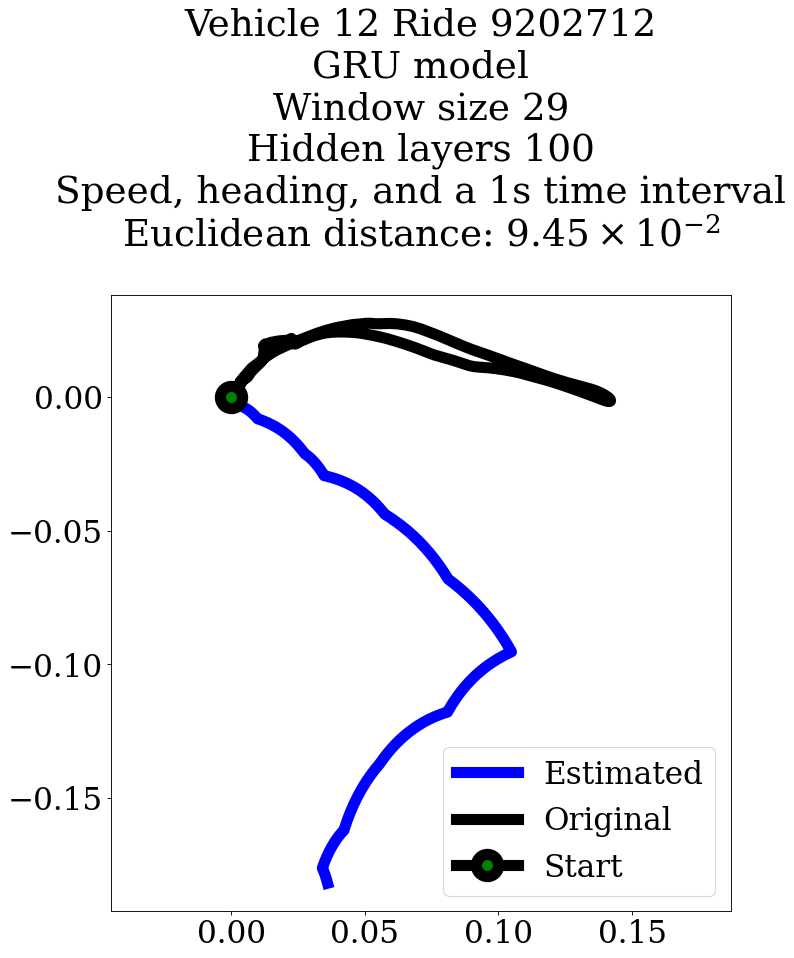 Vehicle 12 Ride 9202712
GRU model
Window size 29
Hidden layers 100
Speed, heading, and a 1s time interval
Euclidean distance: 9.45 × 10⁻²
0.00
−0.05
−0.10
−0.15
Estimated
Original
Start
0.00 0.05 0.10 0.15